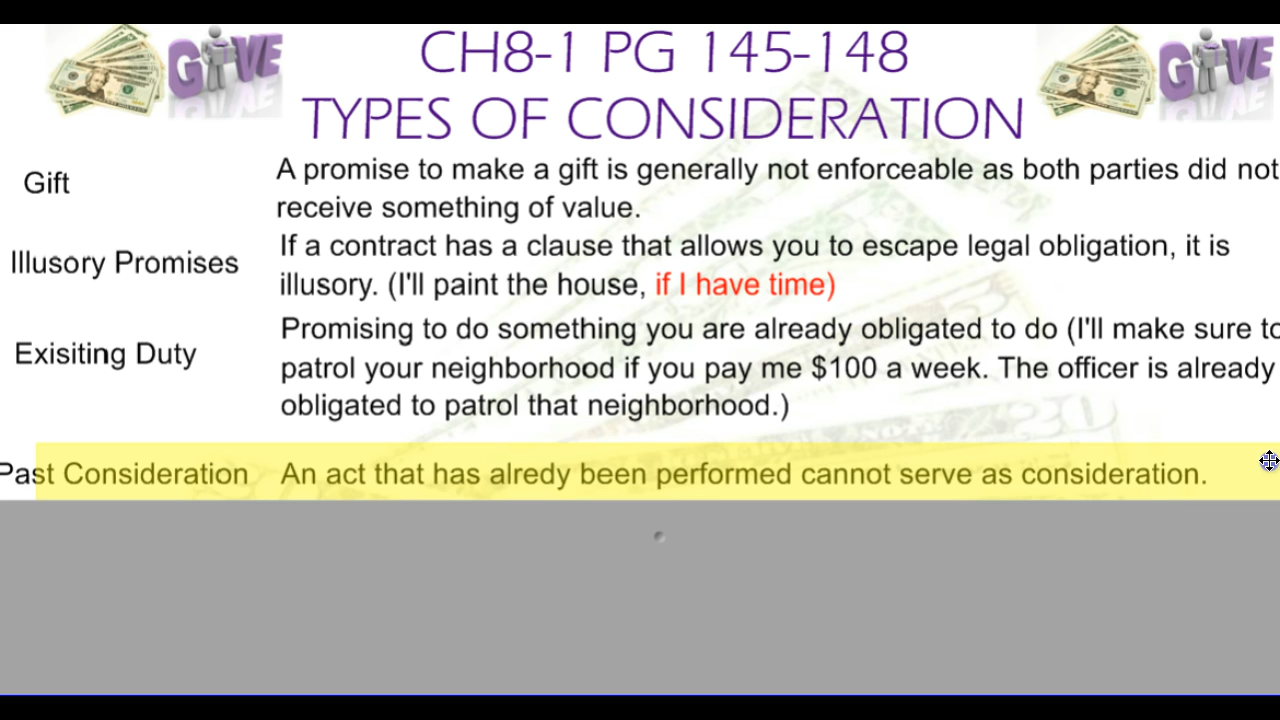 GIVE
CH8-1 PG 145-148
GIVE
TYPES OF CONSIDERATION
Gift
A promise to make a gift is generally not enforceable as both parties did not
receive something of value.
Illusory Promises
If a contract has a clause that allows you to escape legal obligation, it is
illusory. (I'll paint the house, if I have time)
Exisiting Duty
Promising to do something you are already obligated to do (I'll make sure to
patrol your neighborhood if you pay me $100 a week. The officer is already
obligated to patrol that neighborhood.)
Past Consideration
An act that has alredy been performed cannot serve as consideration.